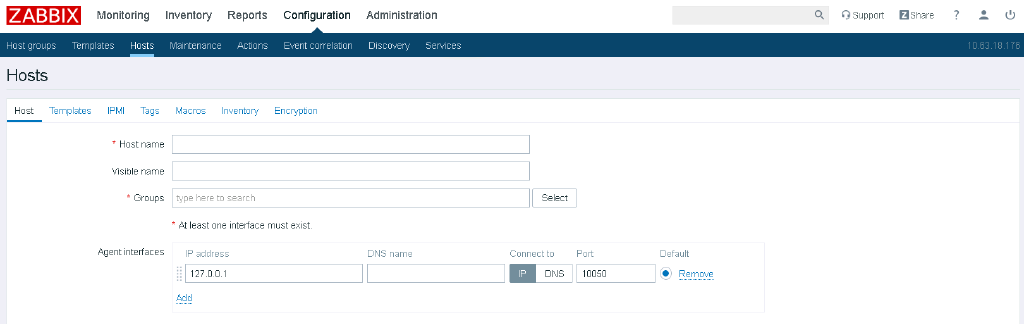 ZABBIX Monitoring Inventory Reports Configuration Administration Support Z Share ?
Host groups Templates Hosts Maintenance Actions Event correlation Discovery Services 10.63.18.176
Hosts
Host Templates IPMI Tags Macros Inventory Encryption
* Host name
Visible name
* Groups type here to search Select
* At least one interface must exist.
Agent interfaces IP address DNS name Connect to Port Default
127.0.0.1 IP DNS 10050 Remove
Add